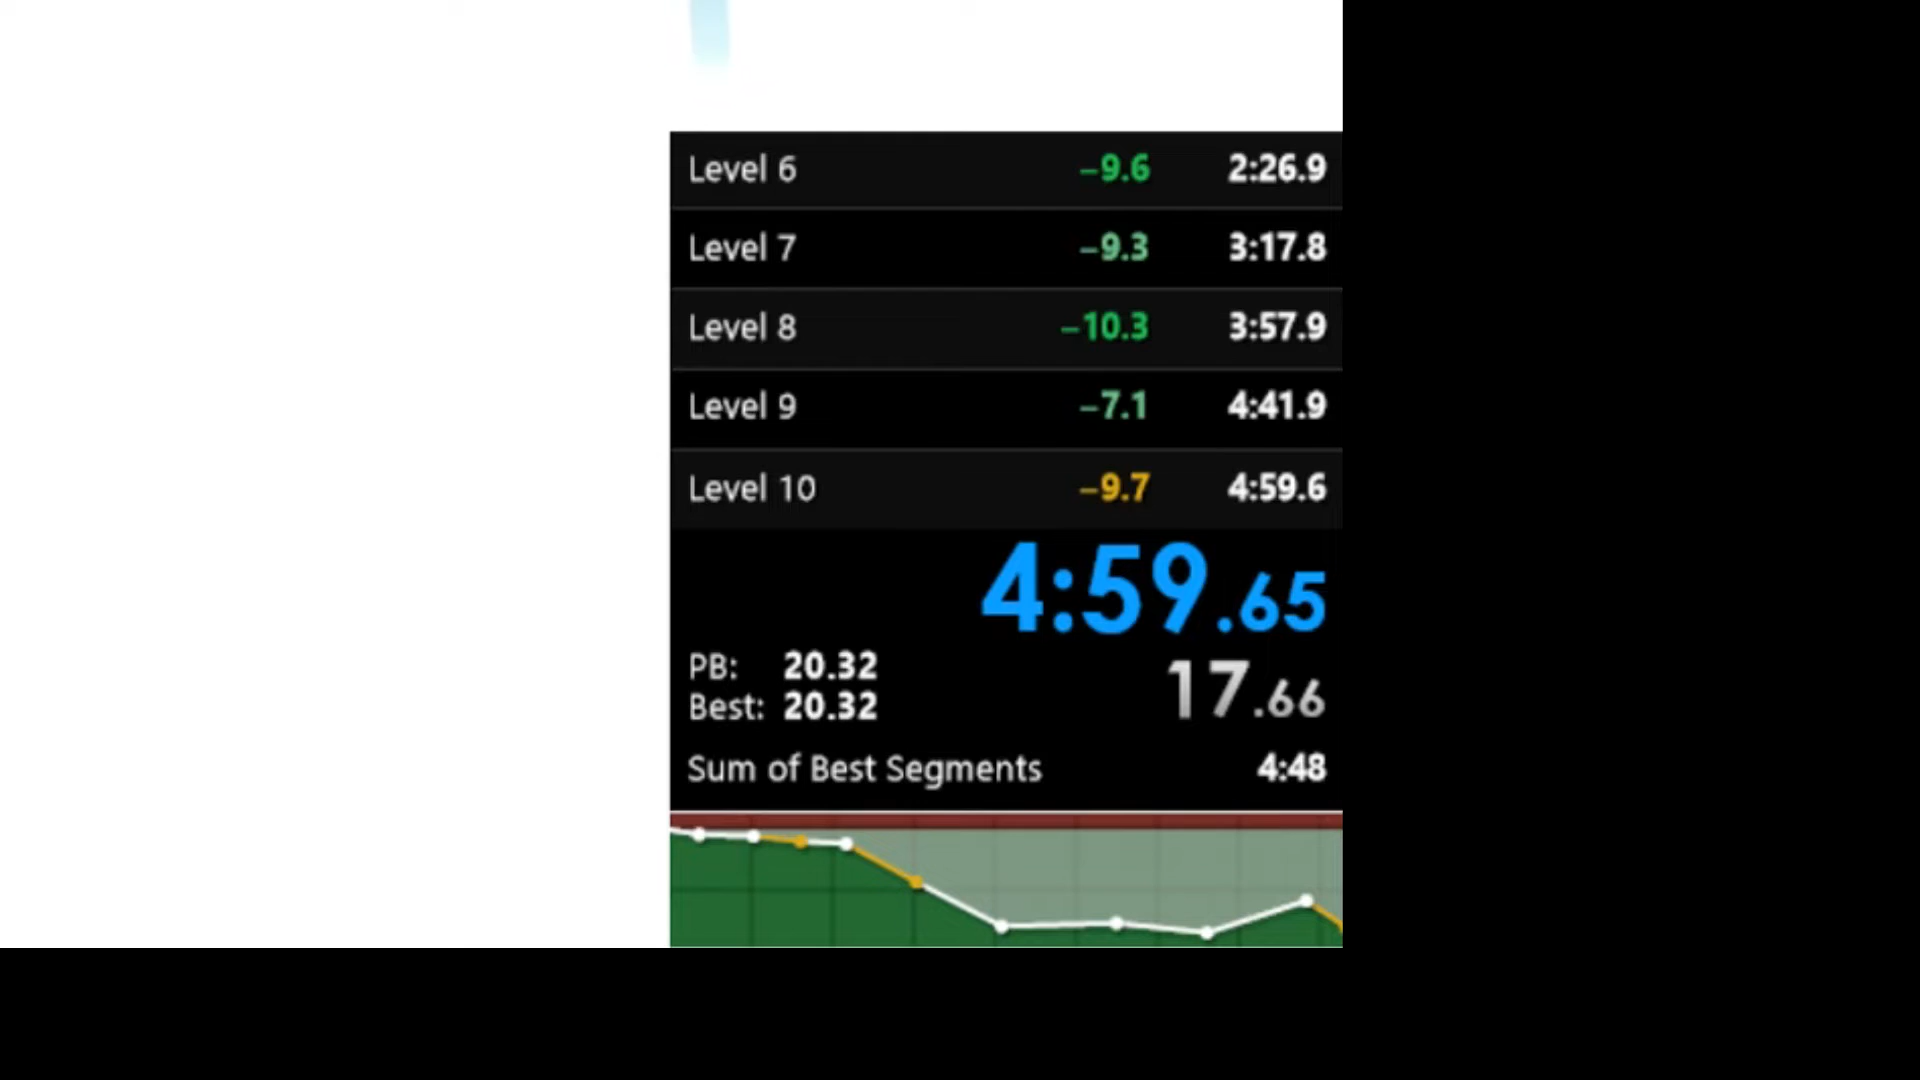 Level 6 −9.6 2:26.9
Level 7 −9.3 3:17.8
Level 8 −10.3 3:57.9
Level 9 −7.1 4:41.9
Level 10 −9.7 4:59.6
4:59.65
PB: 20.32 17.66
Best: 20.32
Sum of Best Segments 4:48